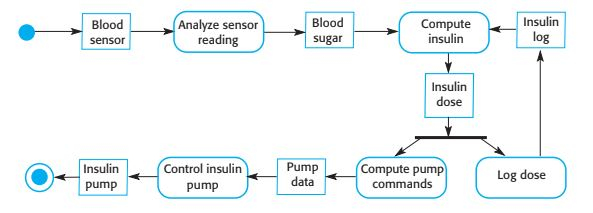 Blood
sensor
Analyze sensor
reading
Blood
sugar
Compute
insulin
Insulin
log
Insulin
dose
Insulin
pump
Control insulin
pump
Pump
data
Compute pump
commands
Log dose